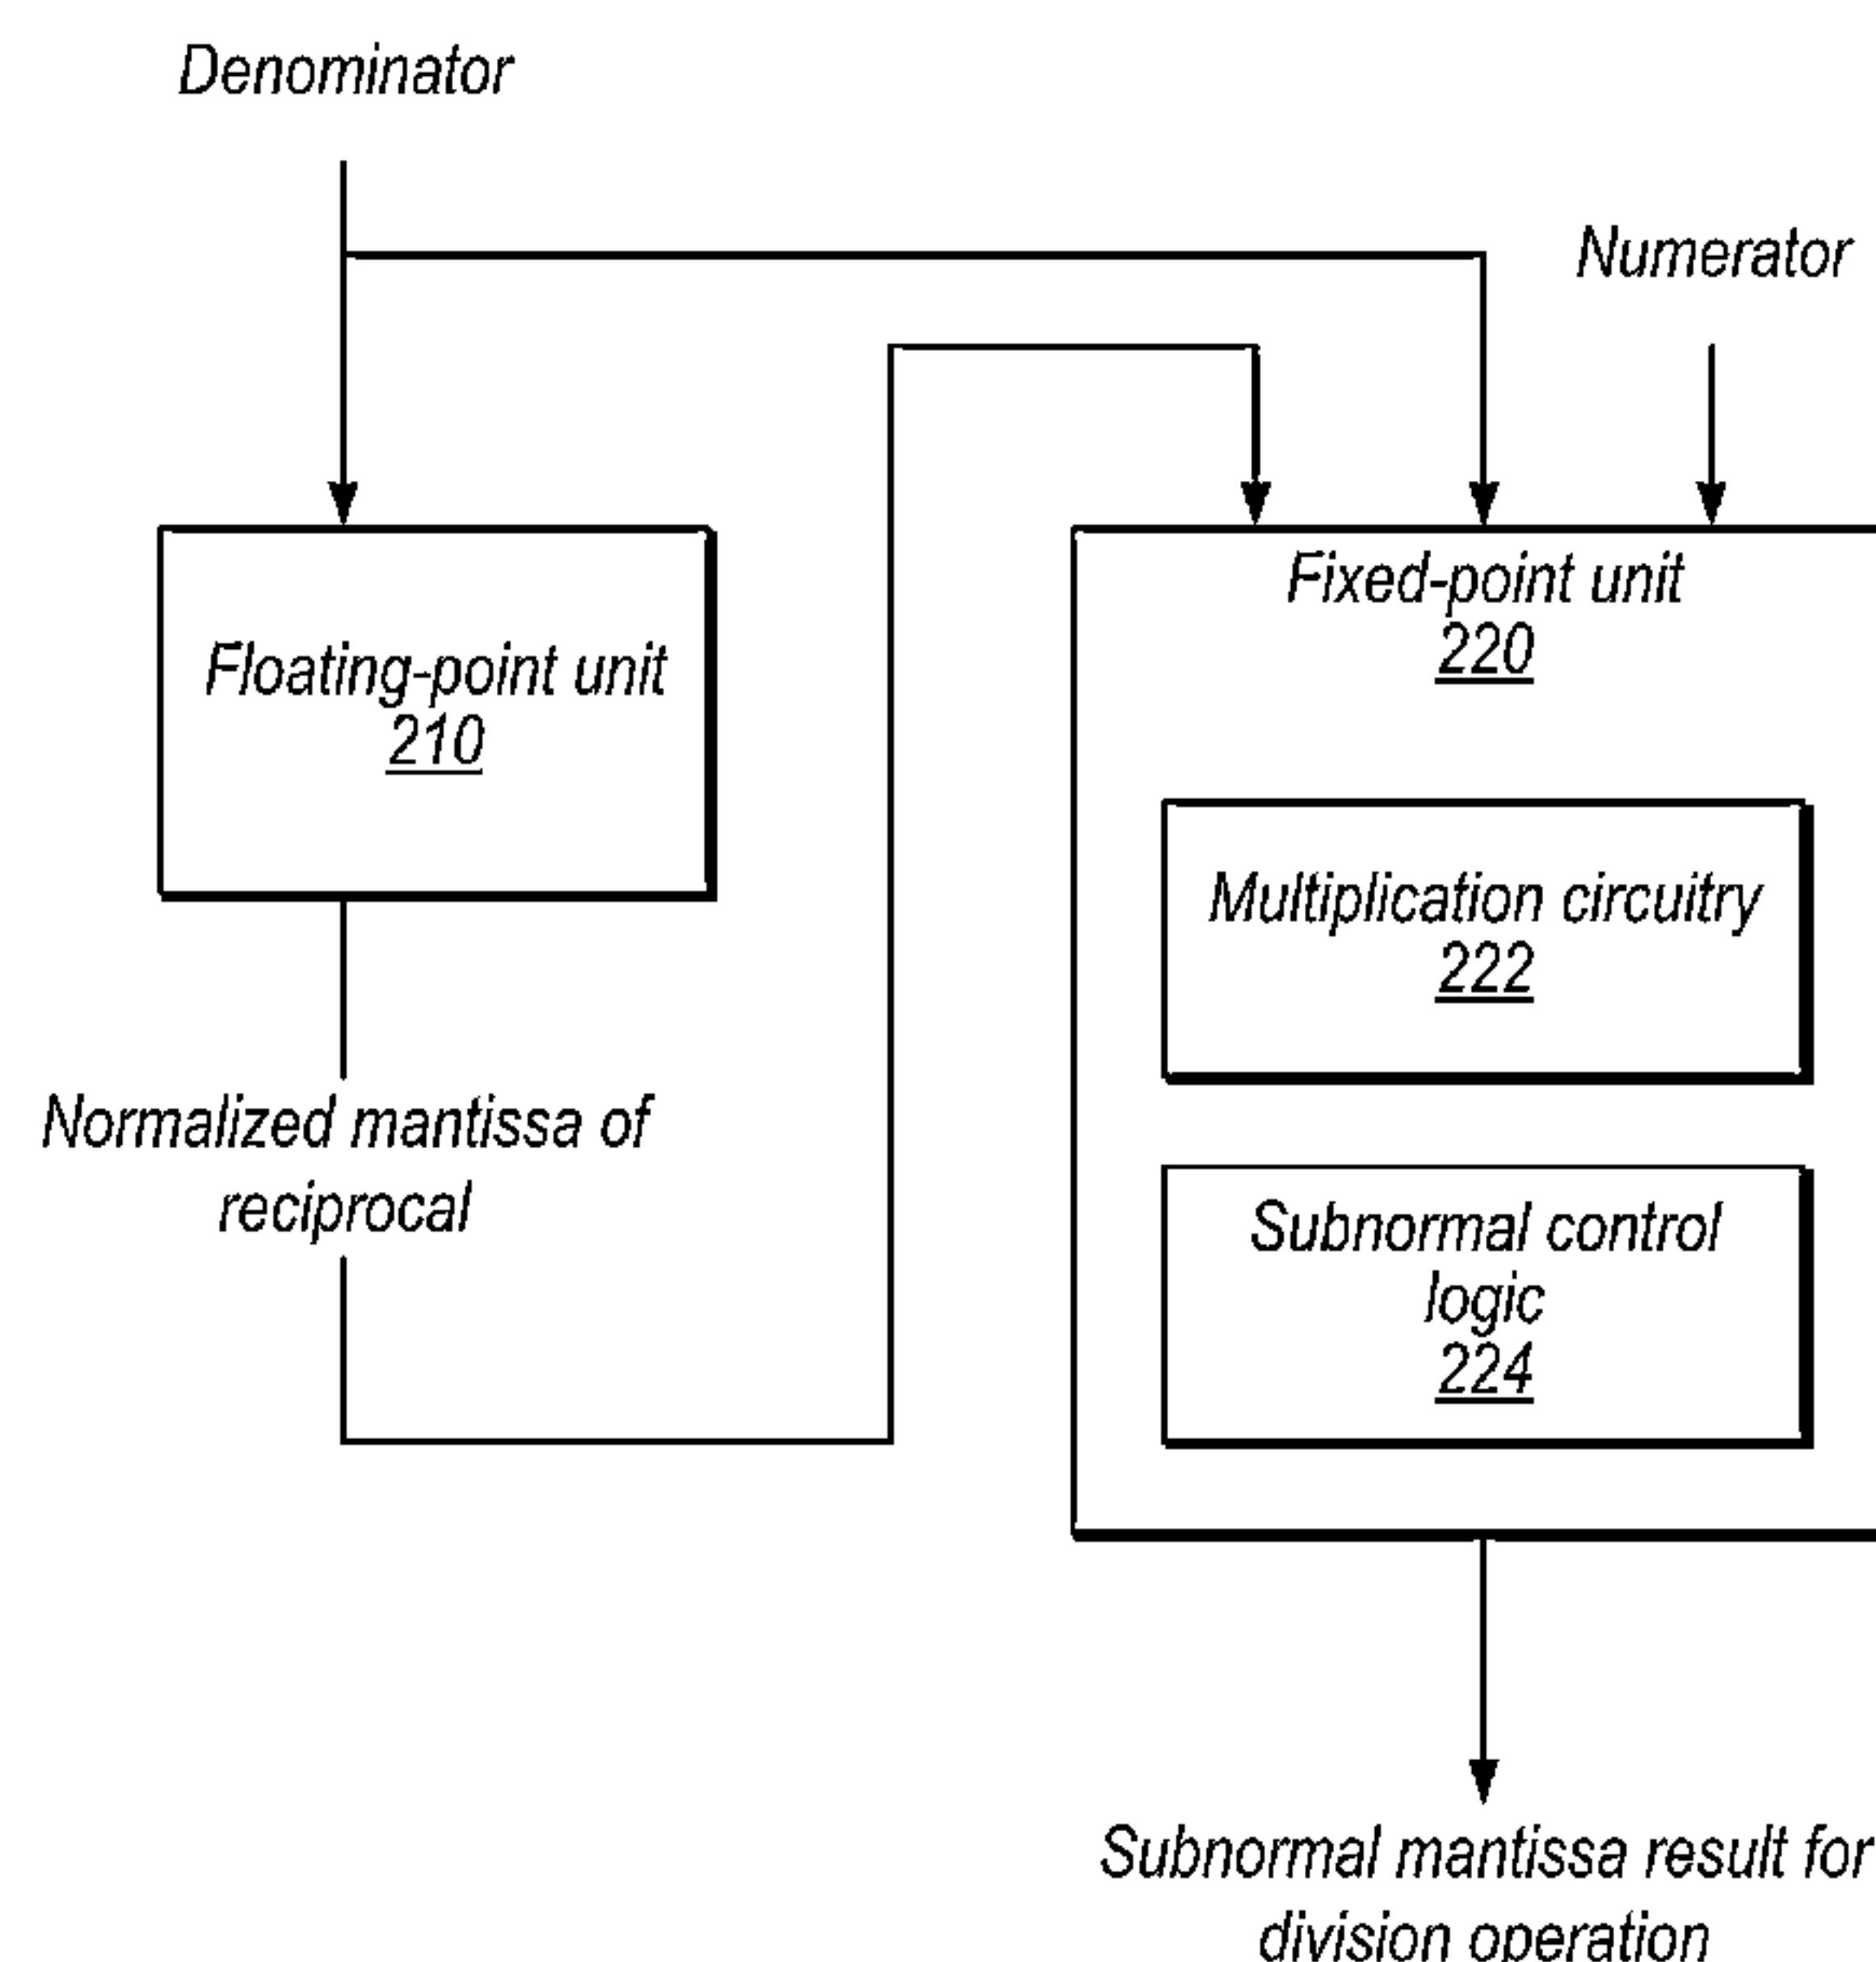 Denominator
Numerator
Floating-point unit
210
Fixed-point unit
220
Multiplication circuitry
222
Normalized mantissa of
reciprocal
Subnormal control
logic
224
Subnormal mantissa result for
division operation